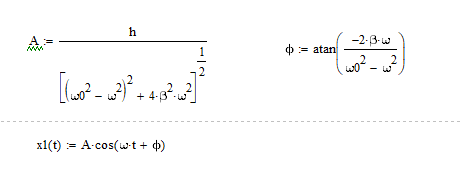 A := h / [(ω0² − ω²)² + 4·β²·ω²]^(1/2)
ϕ := atan(−2·β·ω / (ω0² − ω²))
x1(t) := A·cos(ω·t + ϕ)